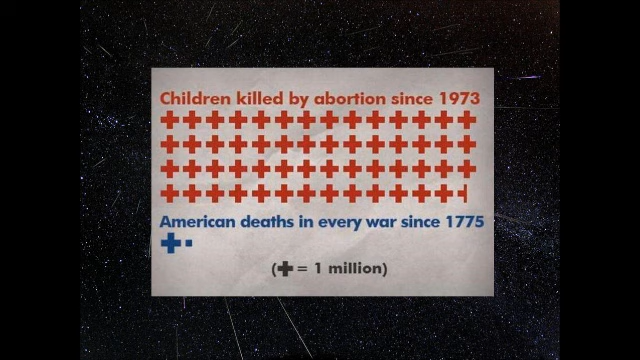 Children killed by abortion since 1973
American deaths in every war since 1775
(✚ = 1 million)